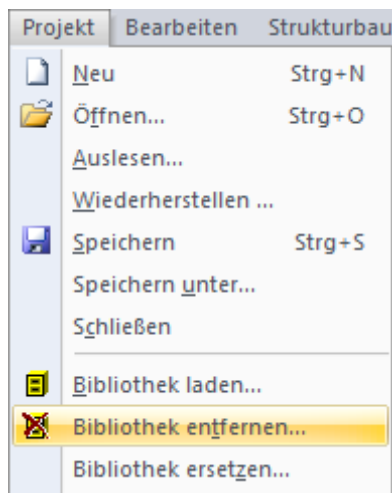 Projekt Bearbeiten Strukturbau
Neu Strg+N
Öffnen... Strg+O
Auslesen...
Wiederherstellen ...
Speichern Strg+S
Speichern unter...
Schließen
Bibliothek laden...
Bibliothek entfernen...
Bibliothek ersetzen...